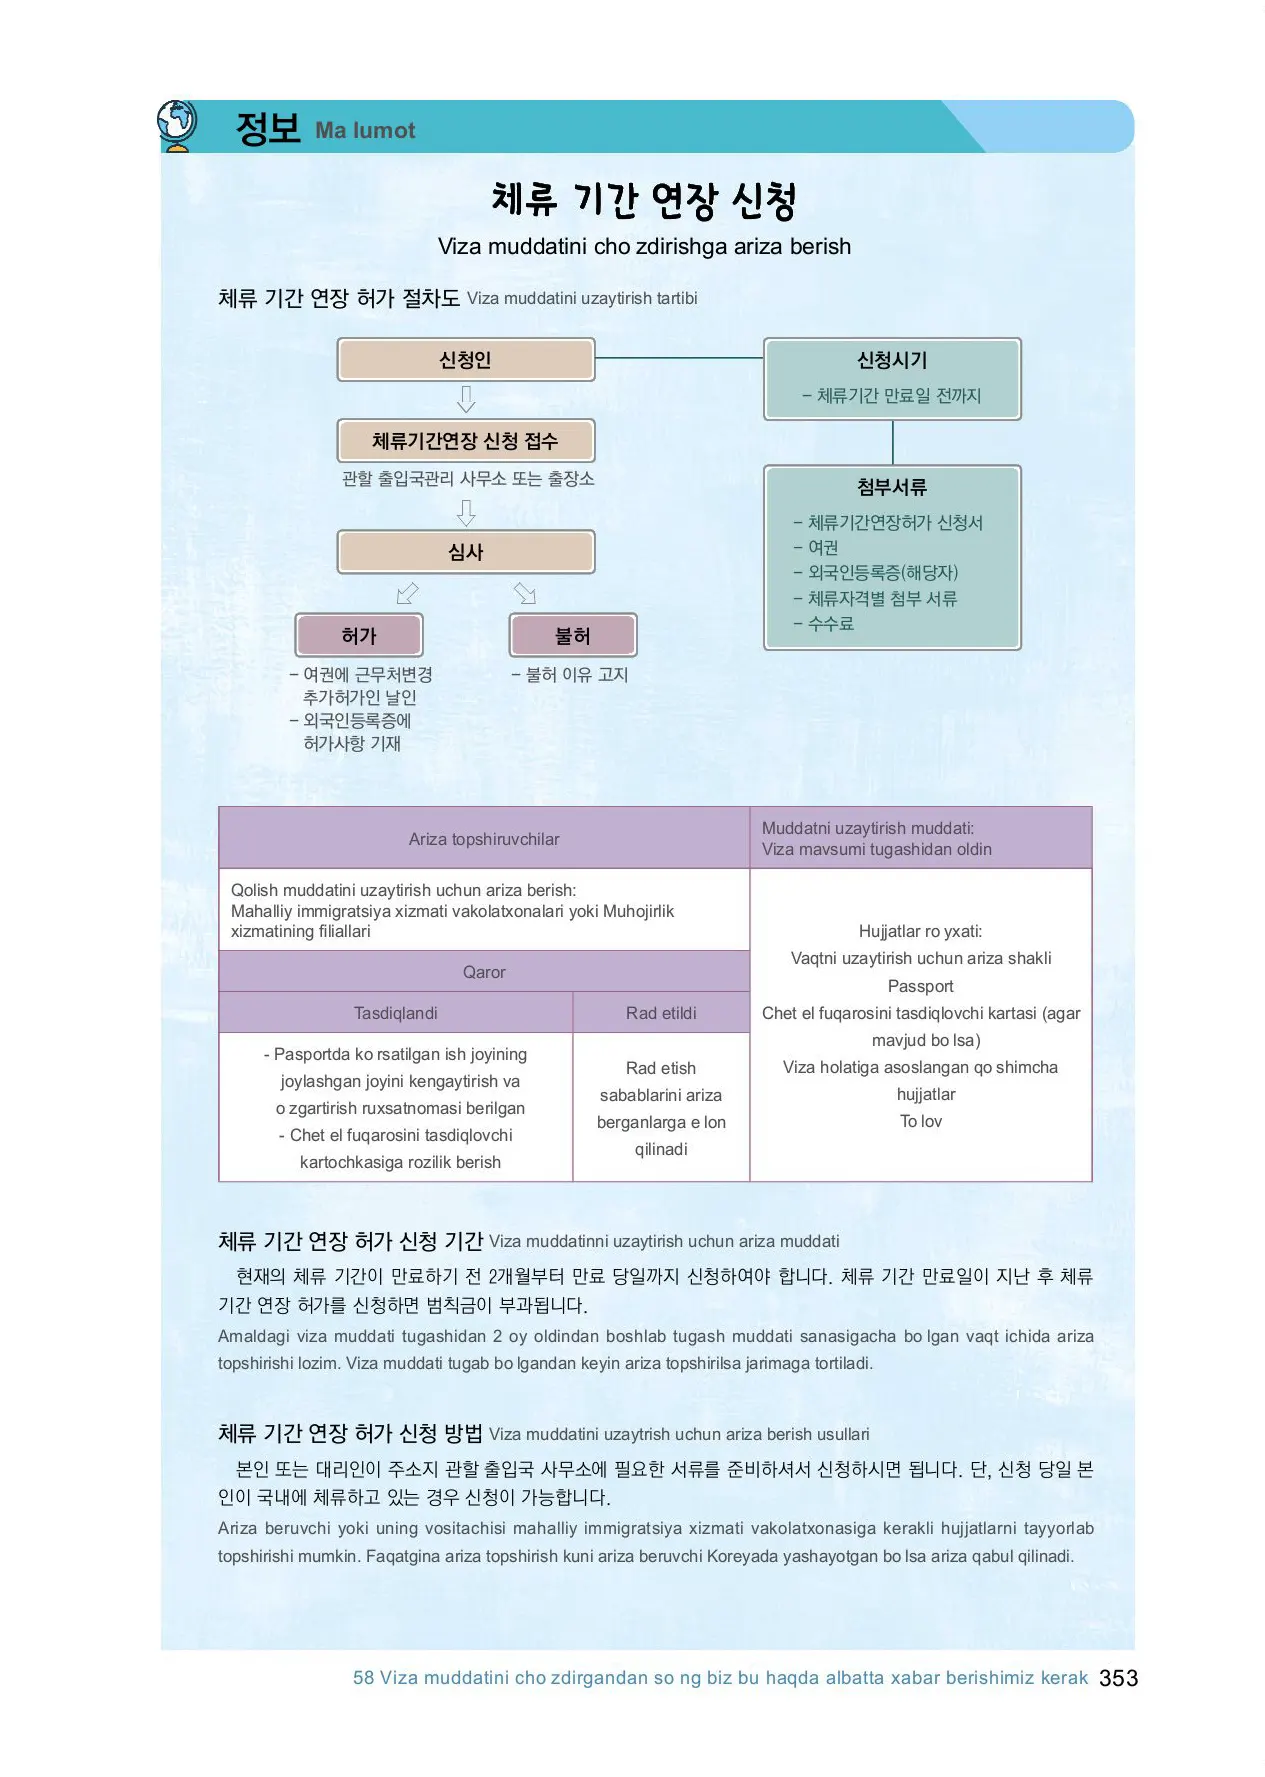 정보 Ma lumot
체류 기간 연장 신청
Viza muddatini cho zdirishga ariza berish
체류 기간 연장 허가 절차도 Viza muddatini uzaytirish tartibi
신청인
체류기간연장 신청 접수
관할 출입국관리 사무소 또는 출장소
심사
허가
– 여권에 근무처변경
추가허가인 날인
– 외국인등록증에
허가사항 기재
불허
– 불허 이유 고지
신청시기
– 체류기간 만료일 전까지
첨부서류
– 체류기간연장허가 신청서
– 여권
– 외국인등록증(해당자)
– 체류자격별 첨부 서류
– 수수료
Ariza topshiruvchilar
Muddatni uzaytirish muddati:
Viza mavsumi tugashidan oldin
Qolish muddatini uzaytirish uchun ariza berish:
Mahalliy immigratsiya xizmati vakolatxonalari yoki Muhojirlik
xizmatining filiallari
Qaror
Tasdiqlandi
Rad etildi
- Pasportda ko rsatilgan ish joyining
joylashgan joyini kengaytirish va
o zgartirish ruxsatnomasi berilgan
- Chet el fuqarosini tasdiqlovchi
kartochkasiga rozilik berish
Rad etish
sabablarini ariza
berganlarga e lon
qilinadi
Hujjatlar ro yxati:
Vaqtni uzaytirish uchun ariza shakli
Passport
Chet el fuqarosini tasdiqlovchi kartasi (agar
mavjud bo lsa)
Viza holatiga asoslangan qo shimcha
hujjatlar
To lov
체류 기간 연장 허가 신청 기간 Viza muddatinni uzaytirish uchun ariza muddati
현재의 체류 기간이 만료하기 전 2개월부터 만료 당일까지 신청하여야 합니다. 체류 기간 만료일이 지난 후 체류
기간 연장 허가를 신청하면 범칙금이 부과됩니다.
Amaldagi viza muddati tugashidan 2 oy oldindan boshlab tugash muddati sanasigacha bo lgan vaqt ichida ariza
topshirishi lozim. Viza muddati tugab bo lgandan keyin ariza topshirilsa jarimaga tortiladi.
체류 기간 연장 허가 신청 방법 Viza muddatini uzaytrish uchun ariza berish usullari
본인 또는 대리인이 주소지 관할 출입국 사무소에 필요한 서류를 준비하셔서 신청하시면 됩니다. 단, 신청 당일 본
인이 국내에 체류하고 있는 경우 신청이 가능합니다.
Ariza beruvchi yoki uning vositachisi mahalliy immigratsiya xizmati vakolatxonasiga kerakli hujjatlarni tayyorlab
topshirishi mumkin. Faqatgina ariza topshirish kuni ariza beruvchi Koreyada yashayotgan bo lsa ariza qabul qilinadi.
58 Viza muddatini cho zdirgandan so ng biz bu haqda albatta xabar berishimiz kerak 353